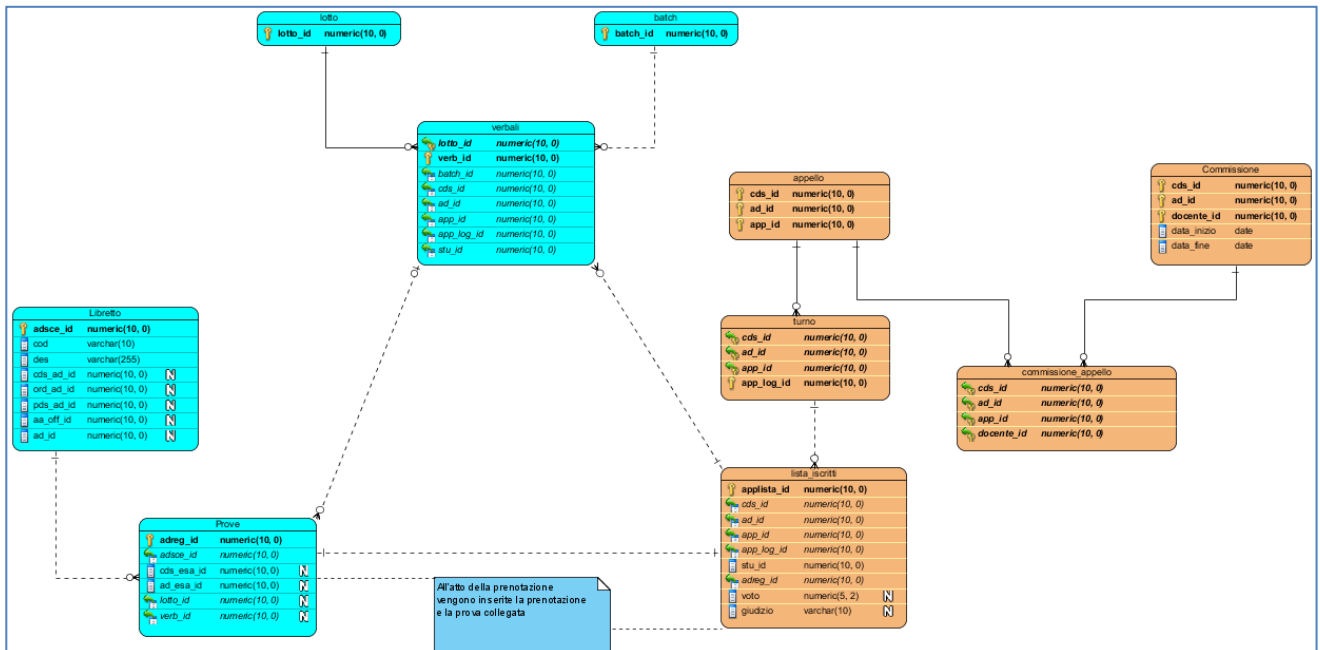 lotto
lotto_id numeric(10, 0)
batch
batch_id numeric(10, 0)
verbali
lotto_id numeric(10, 0)
verb_id numeric(10, 0)
batch_id numeric(10, 0)
cds_id numeric(10, 0)
ad_id numeric(10, 0)
app_id numeric(10, 0)
app_log_id numeric(10, 0)
stu_id numeric(10, 0)
appello
cds_id numeric(10, 0)
ad_id numeric(10, 0)
app_id numeric(10, 0)
Commissione
cds_id numeric(10, 0)
ad_id numeric(10, 0)
docente_id numeric(10, 0)
data_inizio date
data_fine date
Libretto
adsce_id numeric(10, 0)
cod varchar(10)
des varchar(255)
cds_ad_id numeric(10, 0) N
ord_ad_id numeric(10, 0) N
pds_ad_id numeric(10, 0) N
aa_off_id numeric(10, 0) N
ad_id numeric(10, 0) N
turno
cds_id numeric(10, 0)
ad_id numeric(10, 0)
app_id numeric(10, 0)
app_log_id numeric(10, 0)
commissione_appello
cds_id numeric(10, 0)
ad_id numeric(10, 0)
app_id numeric(10, 0)
docente_id numeric(10, 0)
lista_iscritti
applista_id numeric(10, 0)
cds_id numeric(10, 0)
ad_id numeric(10, 0)
app_id numeric(10, 0)
app_log_id numeric(10, 0)
stu_id numeric(10, 0)
adreg_id numeric(10, 0)
voto numeric(5, 2) N
giudizio varchar(10) N
Prove
adreg_id numeric(10, 0)
adsce_id numeric(10, 0)
cds_esa_id numeric(10, 0) N
ad_esa_id numeric(10, 0) N
lotto_id numeric(10, 0) N
verb_id numeric(10, 0) N
All'atto della prenotazione
vengono inserite la prenotazione
e la prova collegata